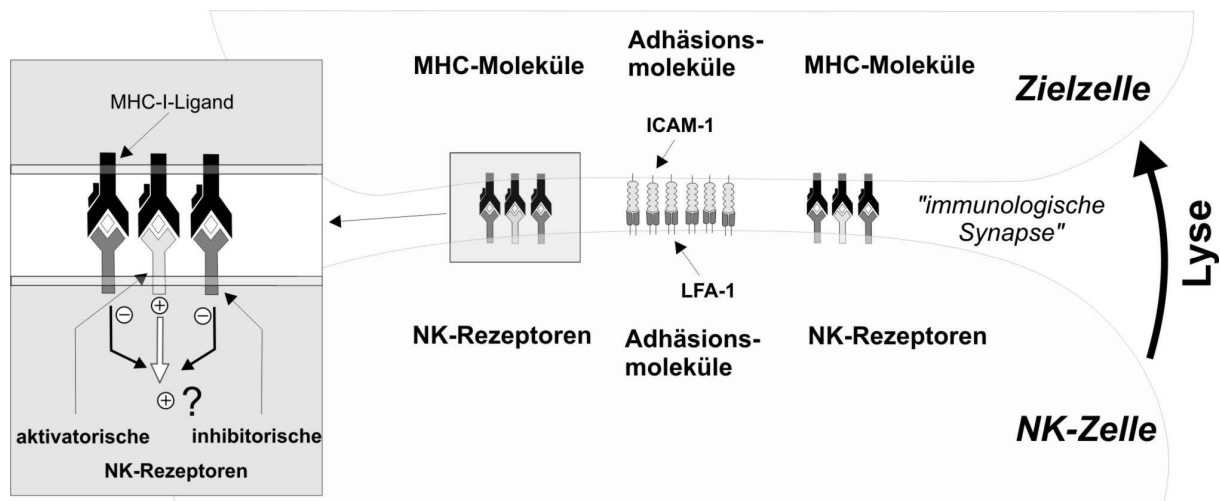 MHC-I-Ligand
−
+
−
+ ?
aktivatorische
inhibitorische
NK-Rezeptoren
MHC-Moleküle
Adhäsions-
moleküle
MHC-Moleküle
Zielzelle
ICAM-1
"immunologische
Synapse"
LFA-1
NK-Rezeptoren
Adhäsions-
moleküle
NK-Rezeptoren
NK-Zelle
Lyse